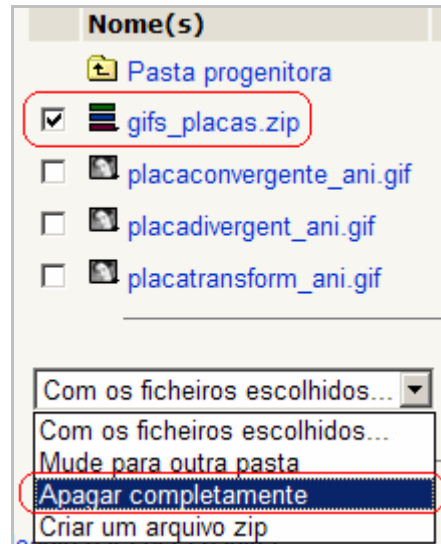 Nome(s)
Pasta progenitora
gifs_placas.zip
placaconvergente_ani.gif
placadivergent_ani.gif
placatransform_ani.gif
Com os ficheiros escolhidos...
Com os ficheiros escolhidos...
Mude para outra pasta
Apagar completamente
Criar um arquivo zip